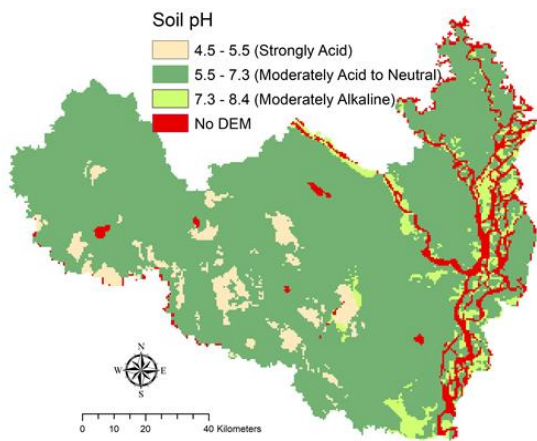 Soil pH
4.5 - 5.5 (Strongly Acid)
5.5 - 7.3 (Moderately Acid to Neutral)
7.3 - 8.4 (Moderately Alkaline)
No DEM
N
W E
S
0 10 20 40 Kilometers